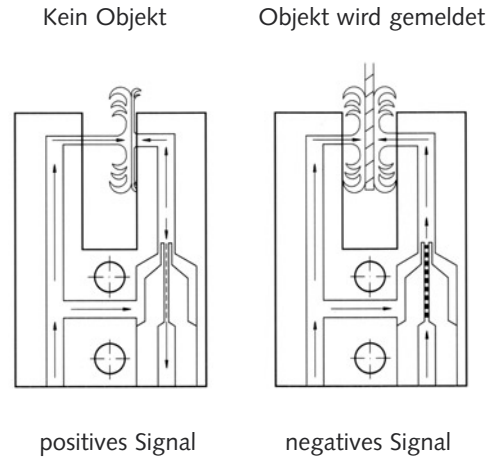 Kein Objekt
Objekt wird gemeldet
positives Signal
negatives Signal